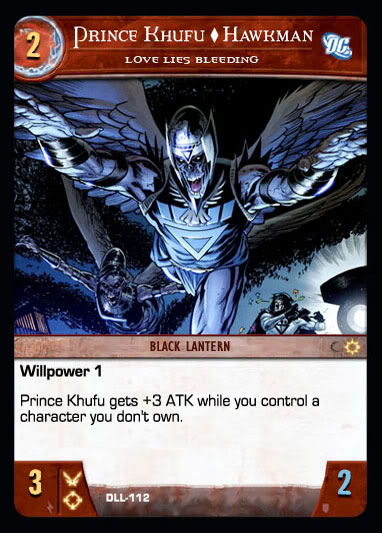 2
PRINCE KHUFU ♦ HAWKMAN
LOVE LIES BLEEDING
DC
BLACK LANTERN
C
Willpower 1
Prince Khufu gets +3 ATK while you control a
character you don't own.
3
DLL-112
2